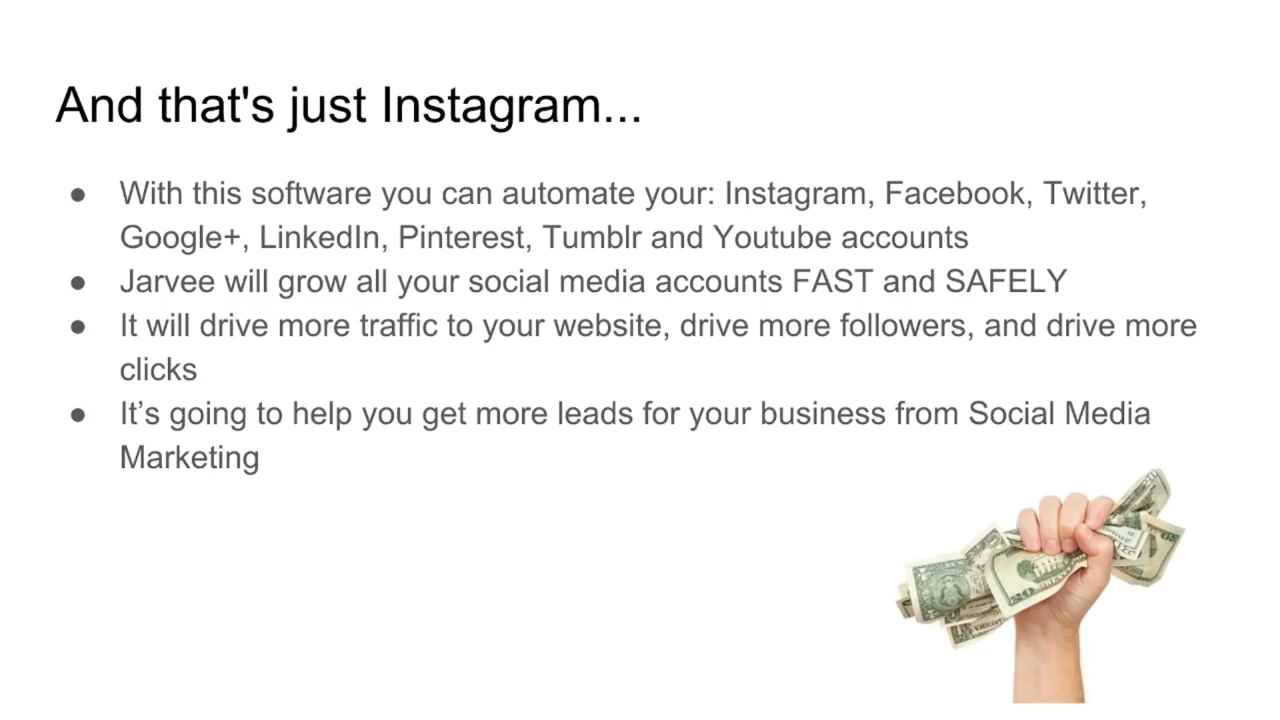 And that's just Instagram...
● With this software you can automate your: Instagram, Facebook, Twitter,
Google+, LinkedIn, Pinterest, Tumblr and Youtube accounts
● Jarvee will grow all your social media accounts FAST and SAFELY
● It will drive more traffic to your website, drive more followers, and drive more
clicks
● It’s going to help you get more leads for your business from Social Media
Marketing